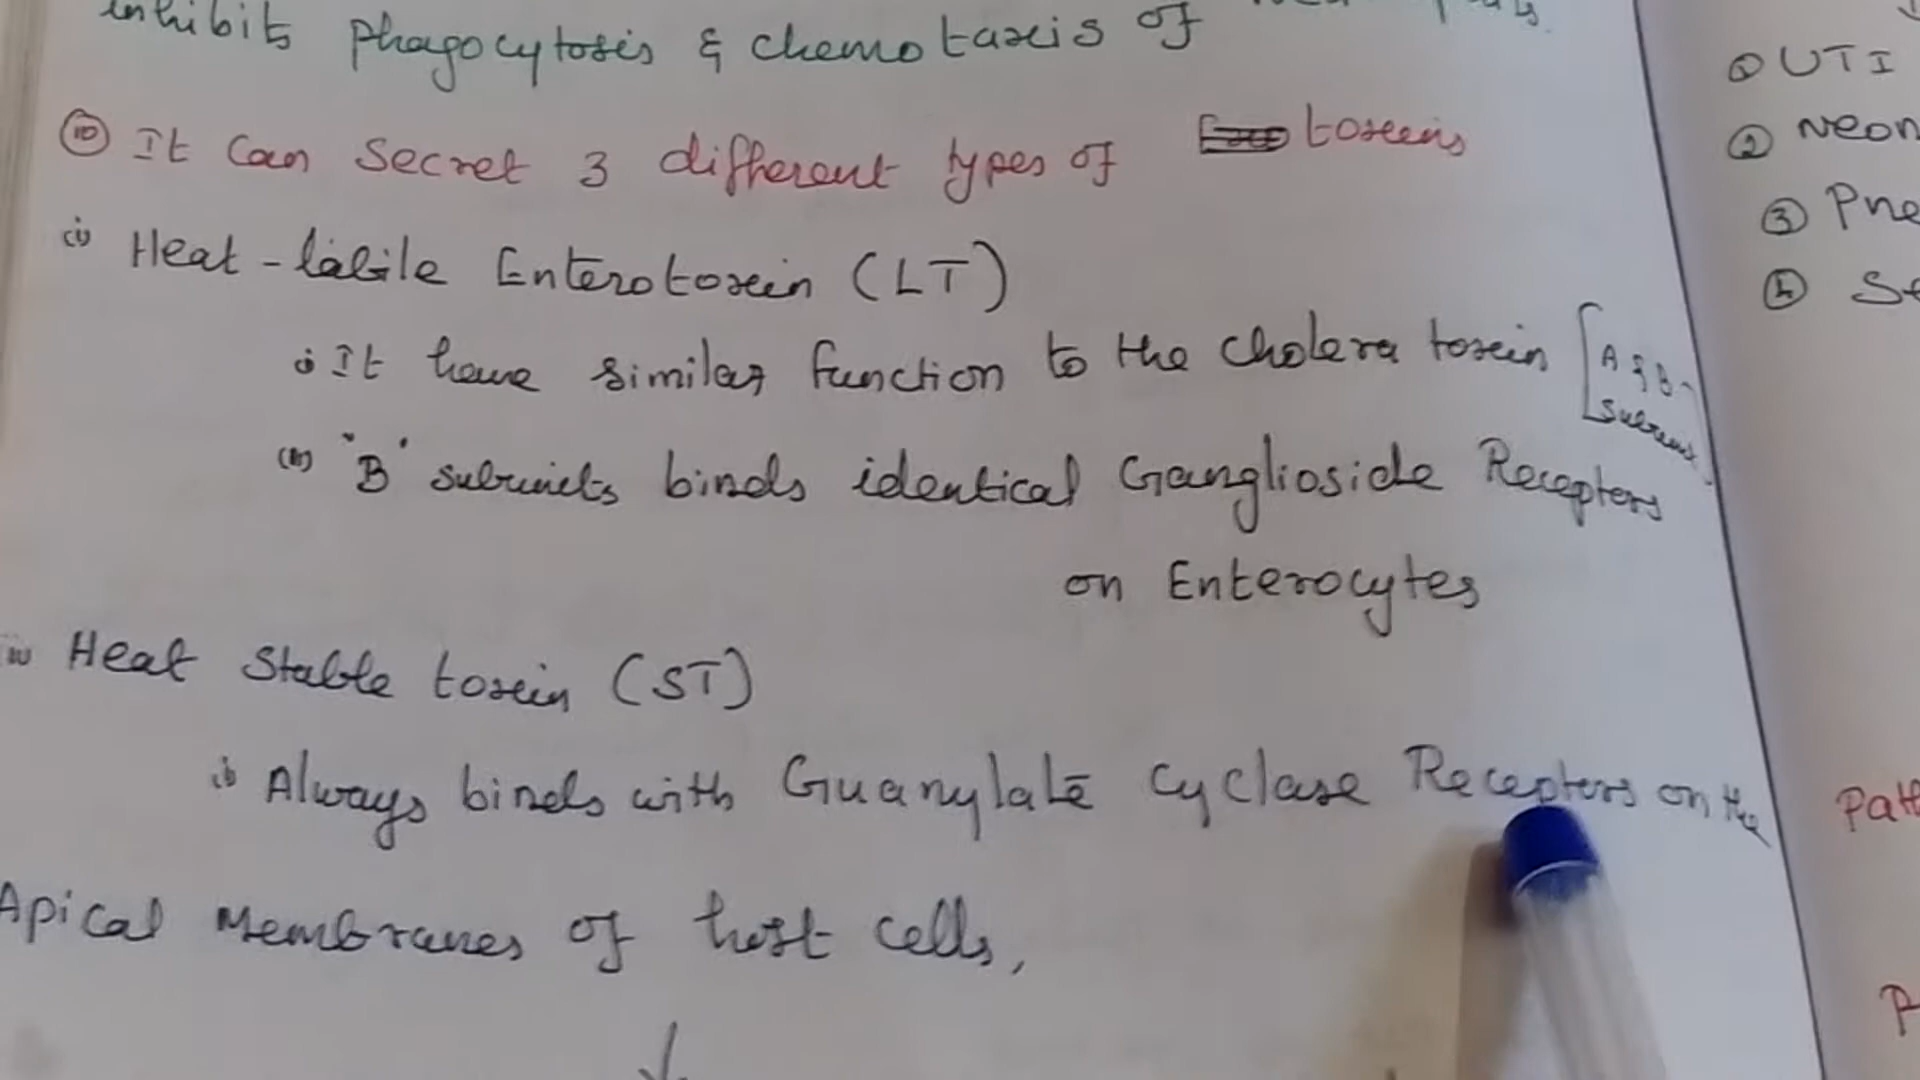 inhibits phagocytosis & chemotaxis of
⑩ It Can Secret 3 different types of toxins
(i) Heat-labile Enterotoxin (LT)
(i) It have similar function to the cholera toxin [A & B-
subunits
(ii) "B" subunits binds identical Ganglioside Receptors
on Enterocytes
(ii) Heat Stable toxin (ST)
(i) Always binds with Guanylate Cyclase Receptors on the
Apical Membranes of host cells,
↓
① UTI
② Neon
③ Pne
Path
P